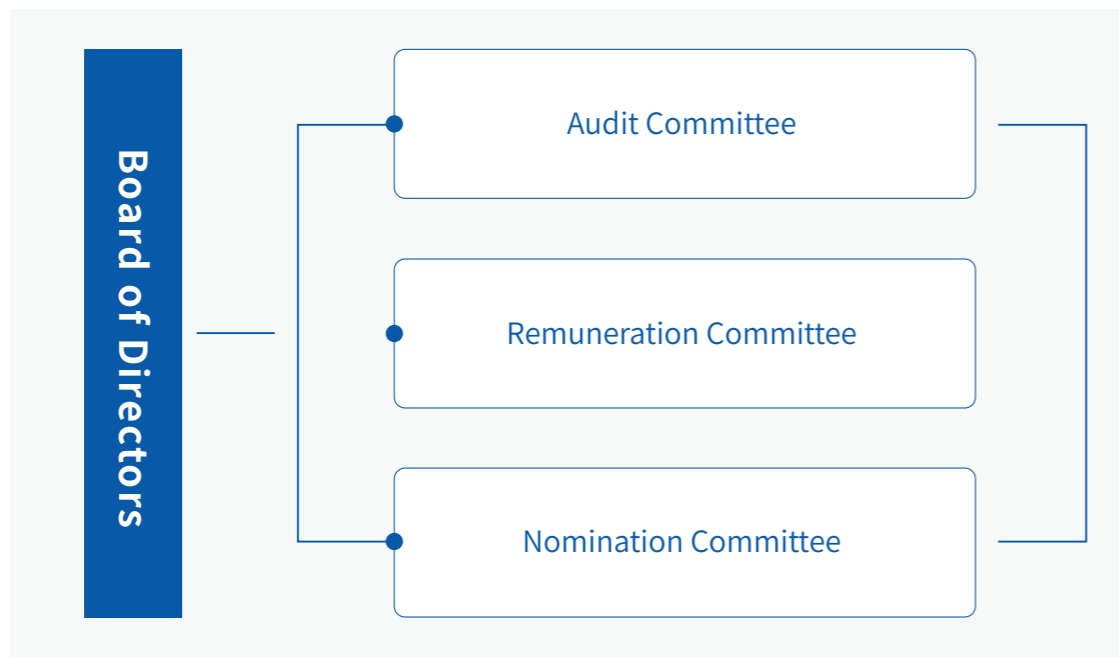 Board of Directors
Audit Committee
Remuneration Committee
Nomination Committee